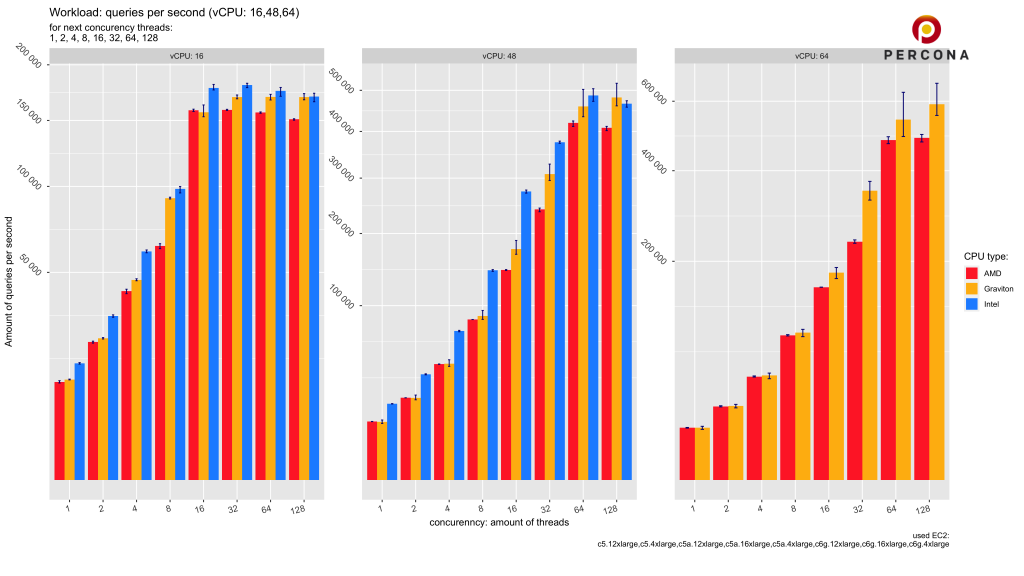 Workload: queries per second (vCPU: 16,48,64)
for next concurency threads:
1, 2, 4, 8, 16, 32, 64, 128
PERCONA
vCPU: 16
vCPU: 48
vCPU: 64
Amount of queries per second
200 000
150 000
100 000
50 000
500 000
400 000
300 000
200 000
100 000
600 000
400 000
200 000
1 2 4 8 16 32 64 128
1 2 4 8 16 32 64 128
1 2 4 8 16 32 64 128
concurenncy: amount of threads
CPU type:
AMD
Graviton
Intel
used EC2:
c5.12xlarge,c5.4xlarge,c5a.12xlarge,c5a.16xlarge,c5a.4xlarge,c6g.12xlarge,c6g.16xlarge,c6g.4xlarge